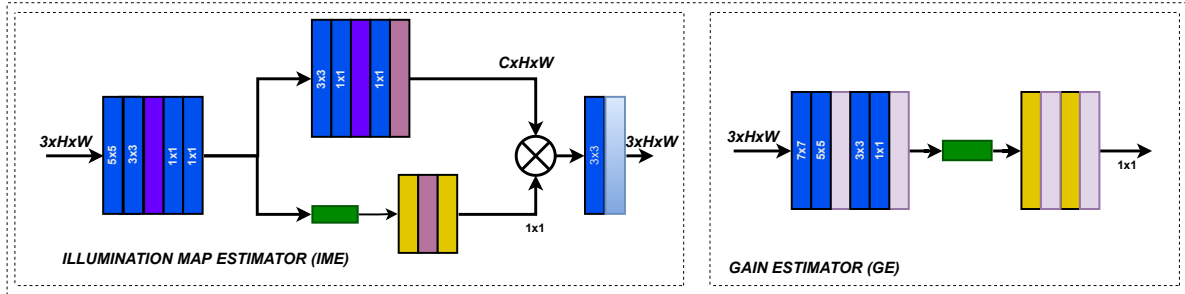 3xHxW
5x5
3x3
1x1
1x1
3x3
1x1
1x1
CxHxW
1x1
3x3
3xHxW
ILLUMINATION MAP ESTIMATOR (IME)
3xHxW
7x7
5x5
3x3
1x1
1x1
GAIN ESTIMATOR (GE)